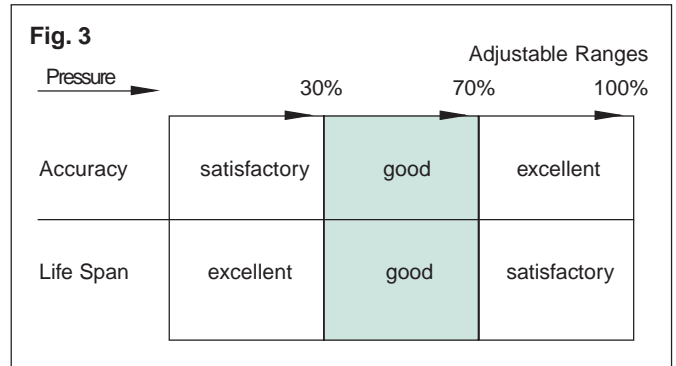 Fig. 3
Adjustable Ranges
Pressure
30% 70% 100%
Accuracy satisfactory good excellent
Life Span excellent good satisfactory